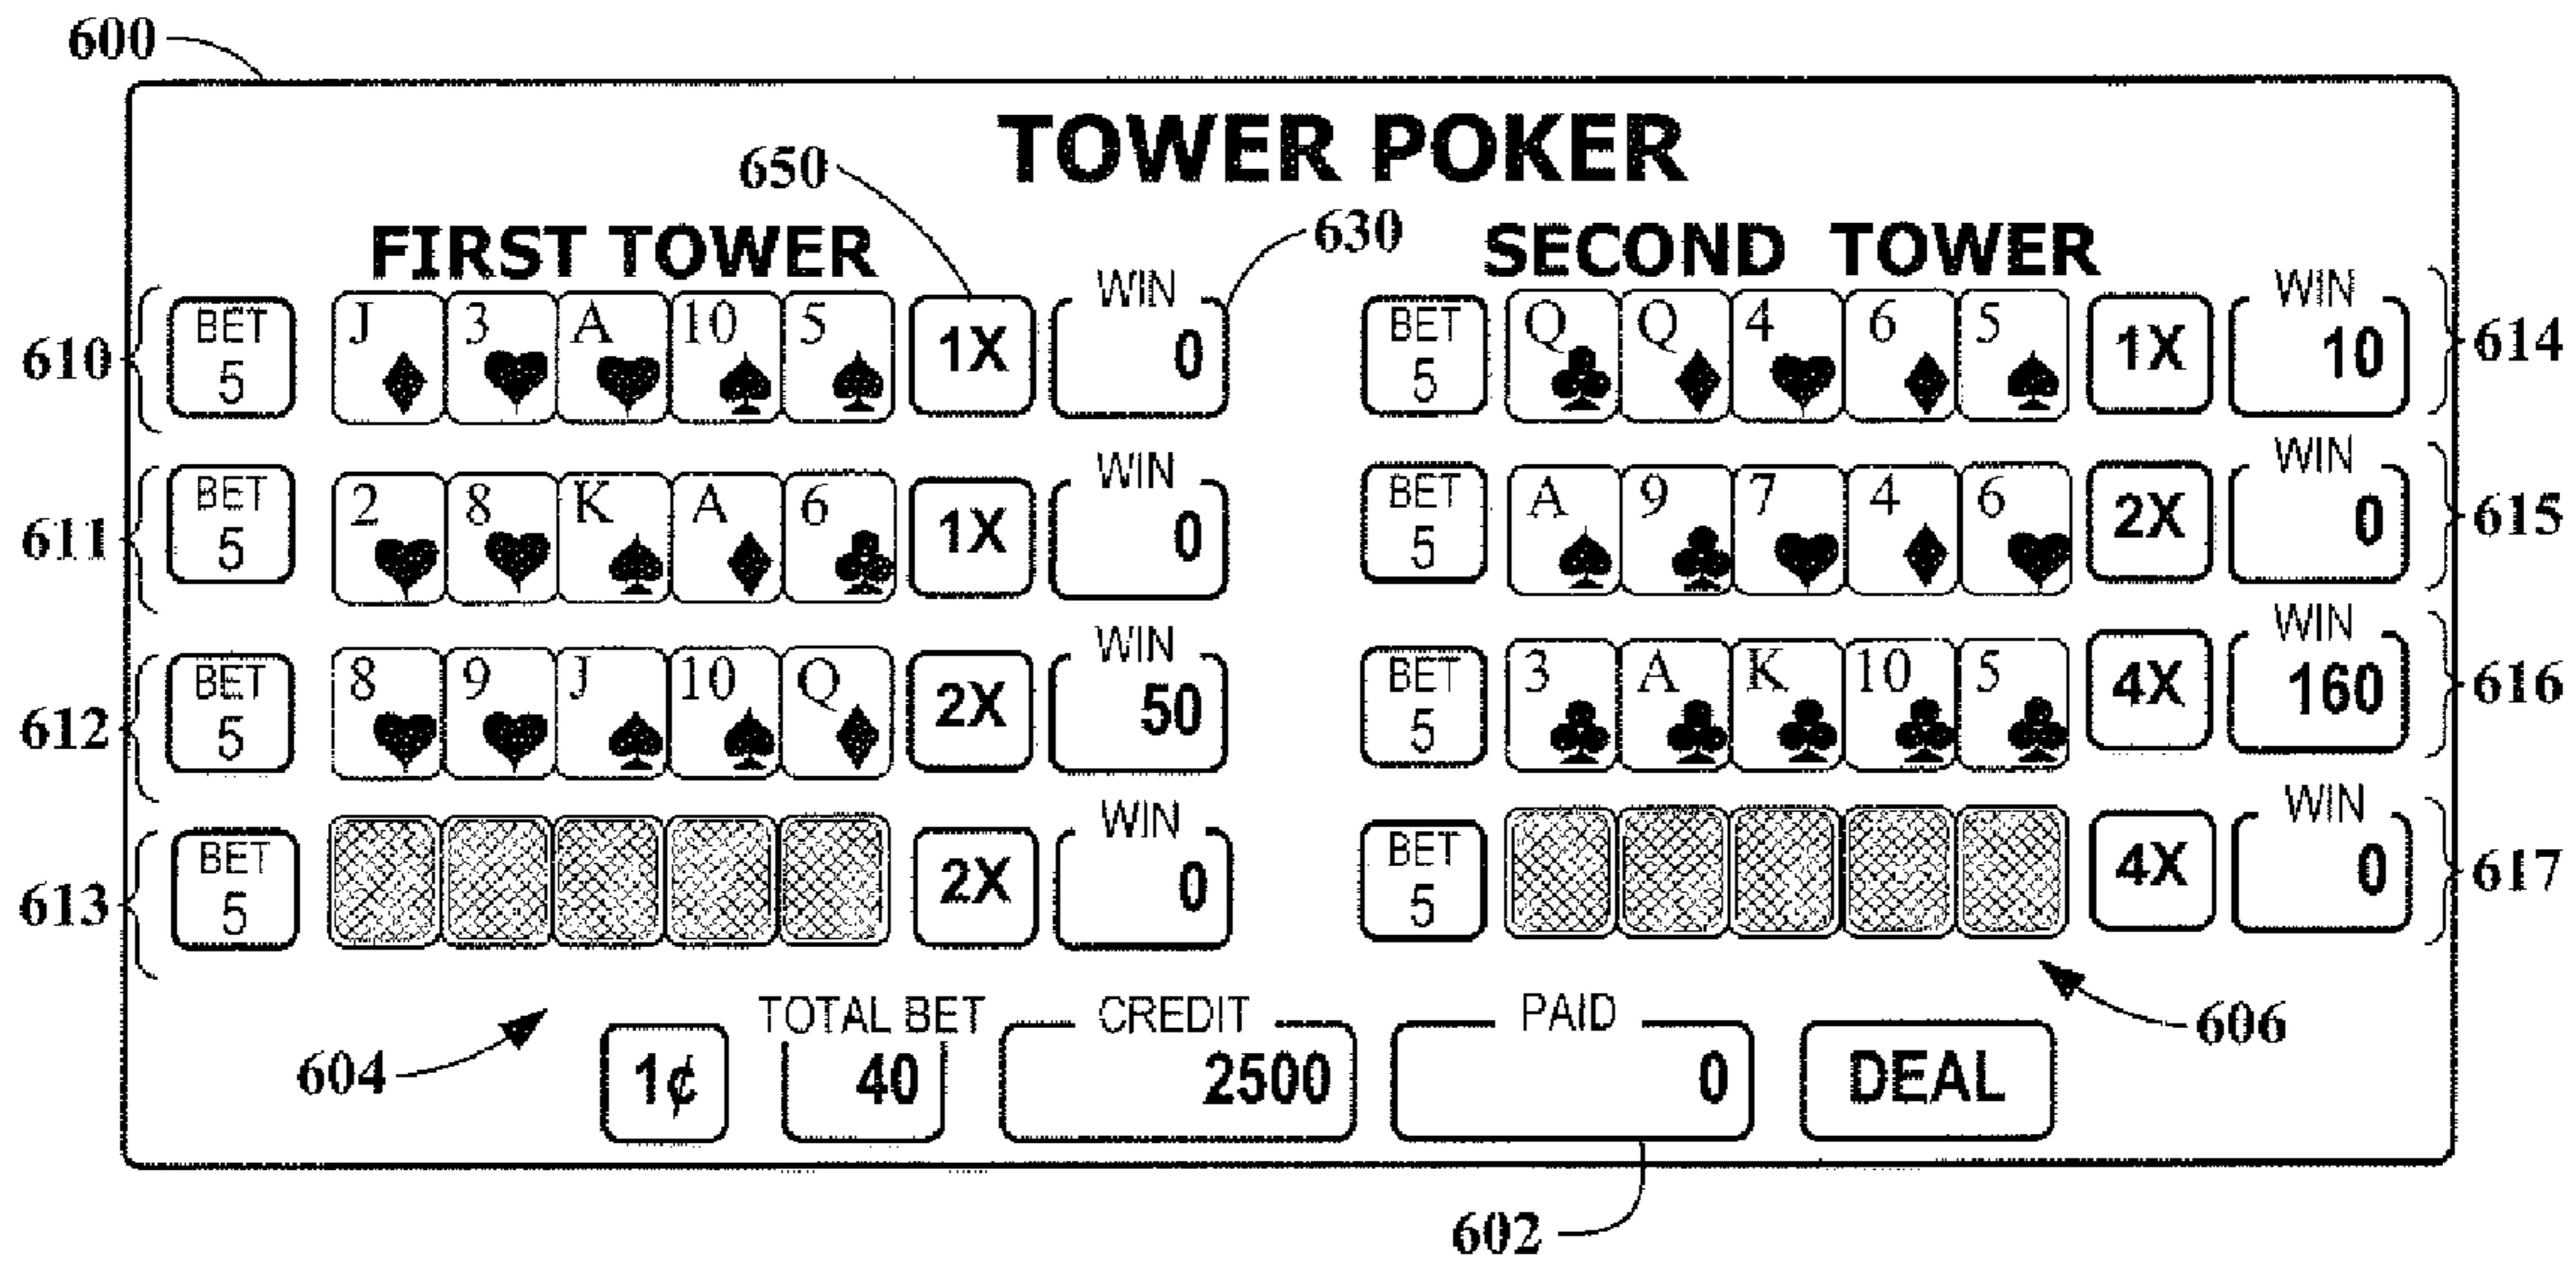 600
TOWER POKER
650
630
FIRST TOWER
SECOND TOWER
610
BET
5
J 3 A 10 5
1X
WIN
0
BET
5
Q Q 4 6 5
1X
WIN
10
614
611
BET
5
2 8 K A 6
1X
WIN
0
BET
5
A 9 7 4 6
2X
WIN
0
615
612
BET
5
8 9 J 10 Q
2X
WIN
50
BET
5
3 A K 10 5
4X
WIN
160
616
613
BET
5
2X
WIN
0
BET
5
4X
WIN
0
617
604
1¢
TOTAL BET
40
CREDIT
2500
PAID
0
DEAL
606
602